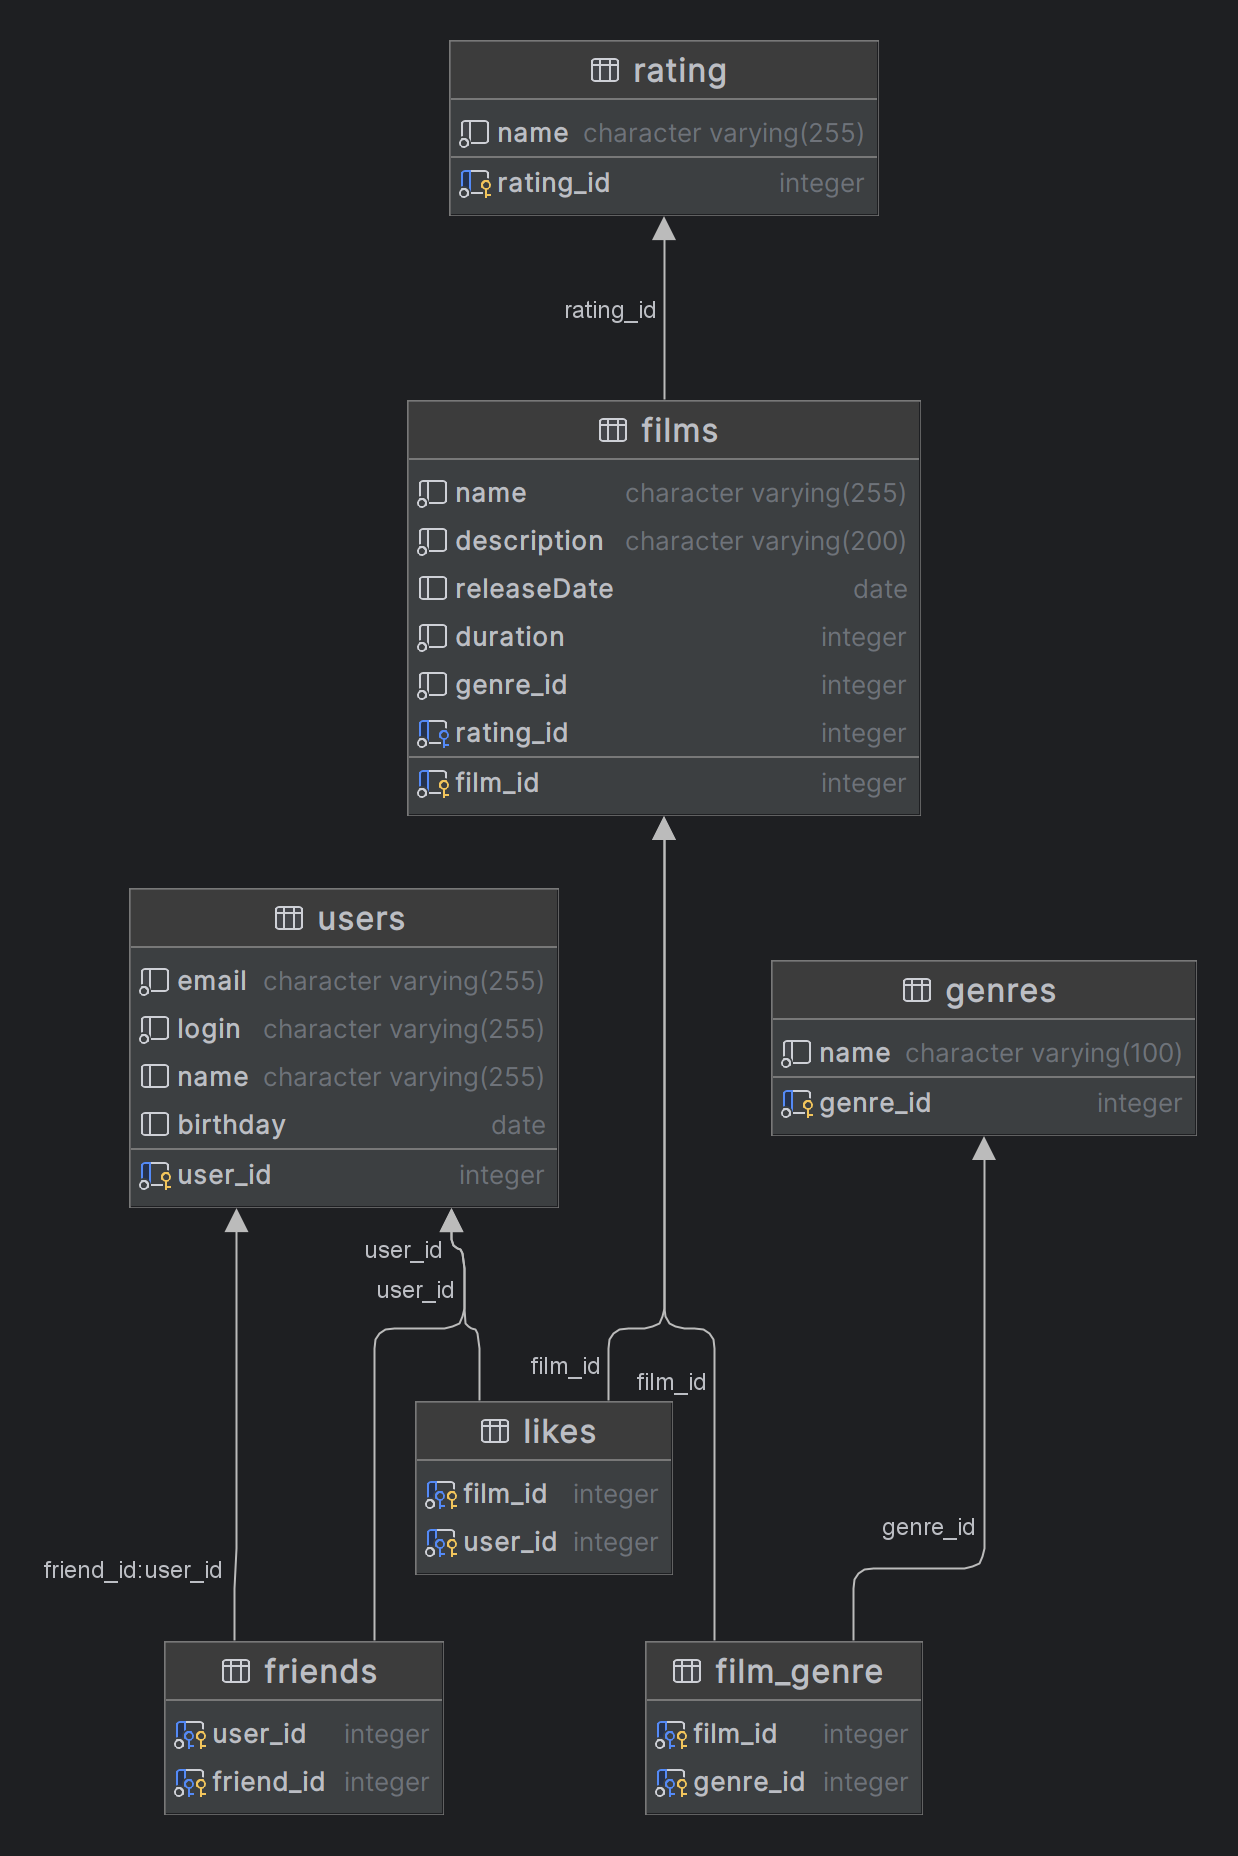 rating
name character varying(255)
rating_id integer
rating_id
films
name character varying(255)
description character varying(200)
releaseDate date
duration integer
genre_id integer
rating_id integer
film_id integer
users
email character varying(255)
login character varying(255)
name character varying(255)
birthday date
user_id integer
genres
name character varying(100)
genre_id integer
user_id
user_id
film_id
film_id
likes
film_id integer
user_id integer
genre_id
friend_id:user_id
friends
user_id integer
friend_id integer
film_genre
film_id integer
genre_id integer